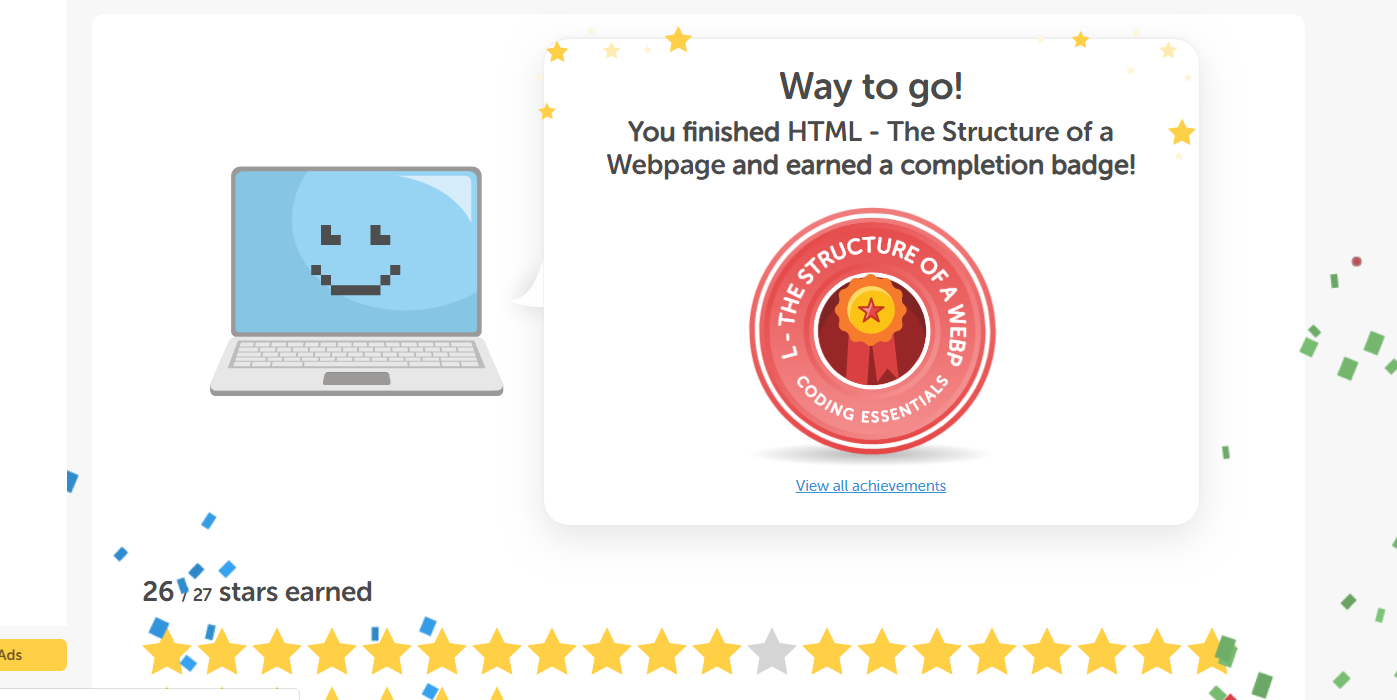 Way to go!
You finished HTML - The Structure of a
Webpage and earned a completion badge!
L - THE STRUCTURE OF A WEBP
CODING ESSENTIALS
View all achievements
26 / 27 stars earned
Ads